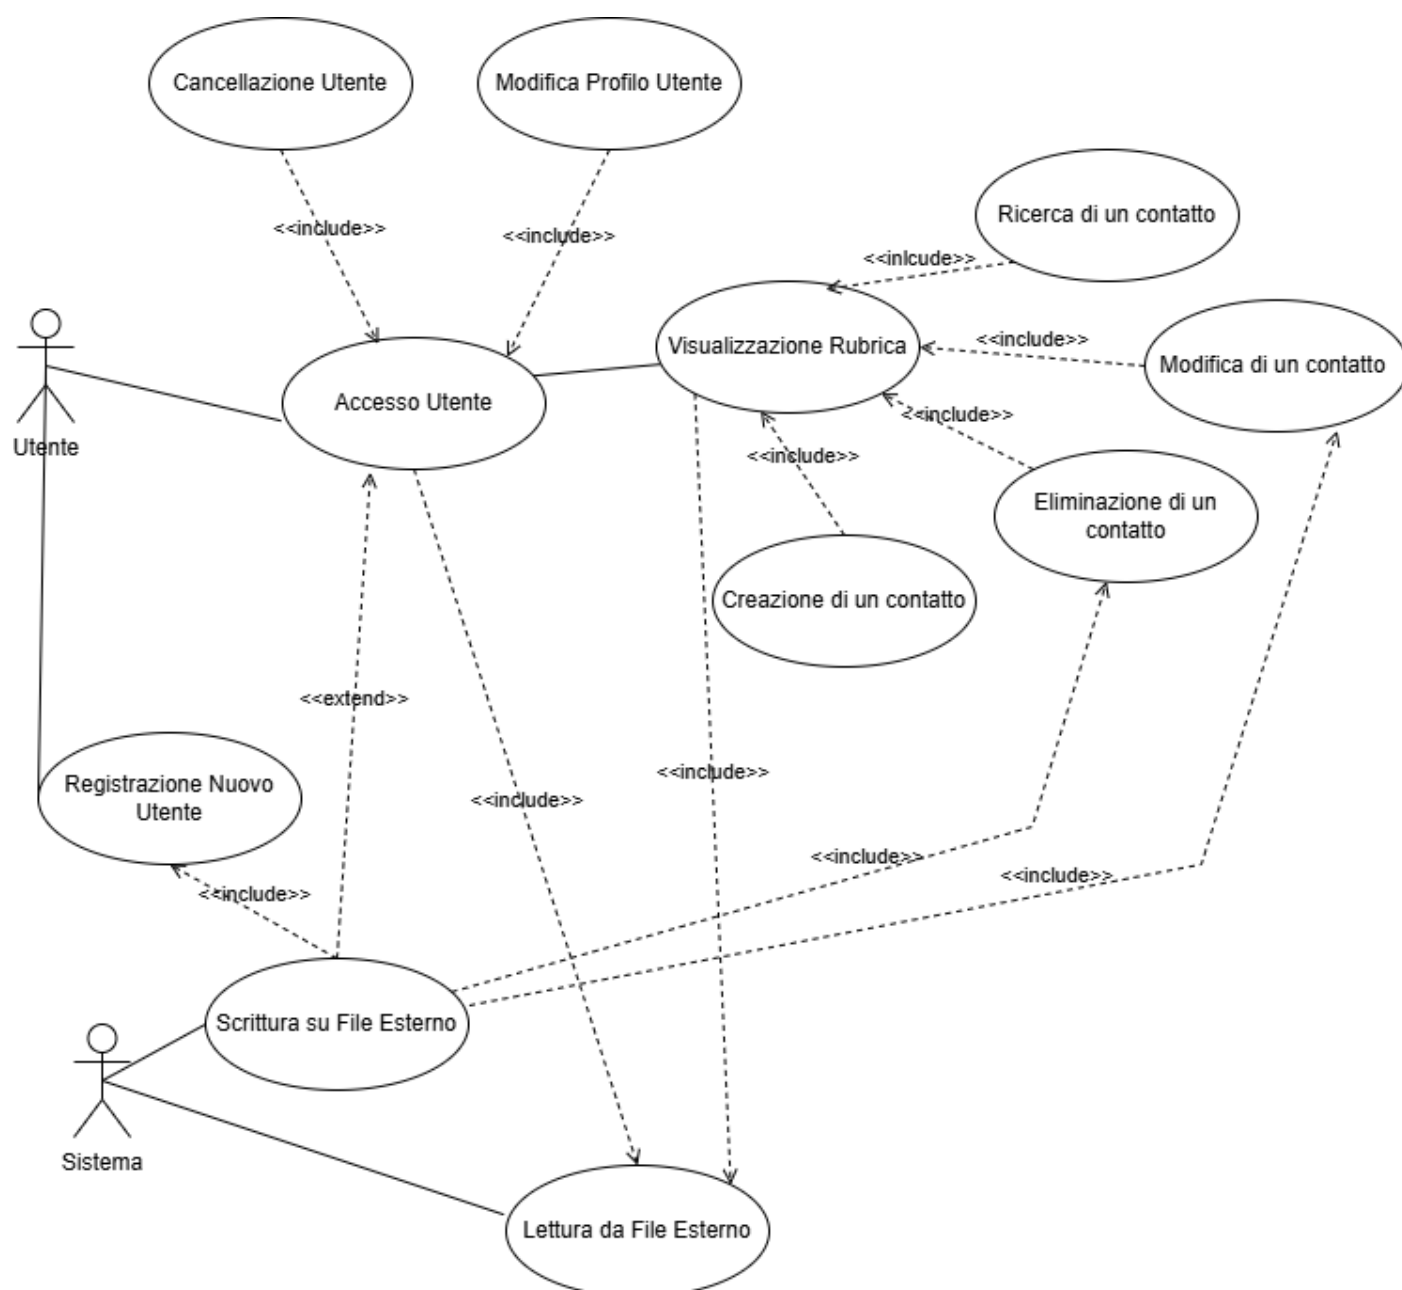 Cancellazione Utente
Modifica Profilo Utente
Ricerca di un contatto
<<include>>
<<include>>
<<inlcude>>
Visualizzazione Rubrica
<<include>>
Modifica di un contatto
Accesso Utente
Utente
<<include>>
<<include>>
Eliminazione di un
contatto
Creazione di un contatto
<<extend>>
<<include>>
<<include>>
Registrazione Nuovo
Utente
<<include>>
<<include>>
<<include>>
Scrittura su File Esterno
Sistema
Lettura da File Esterno